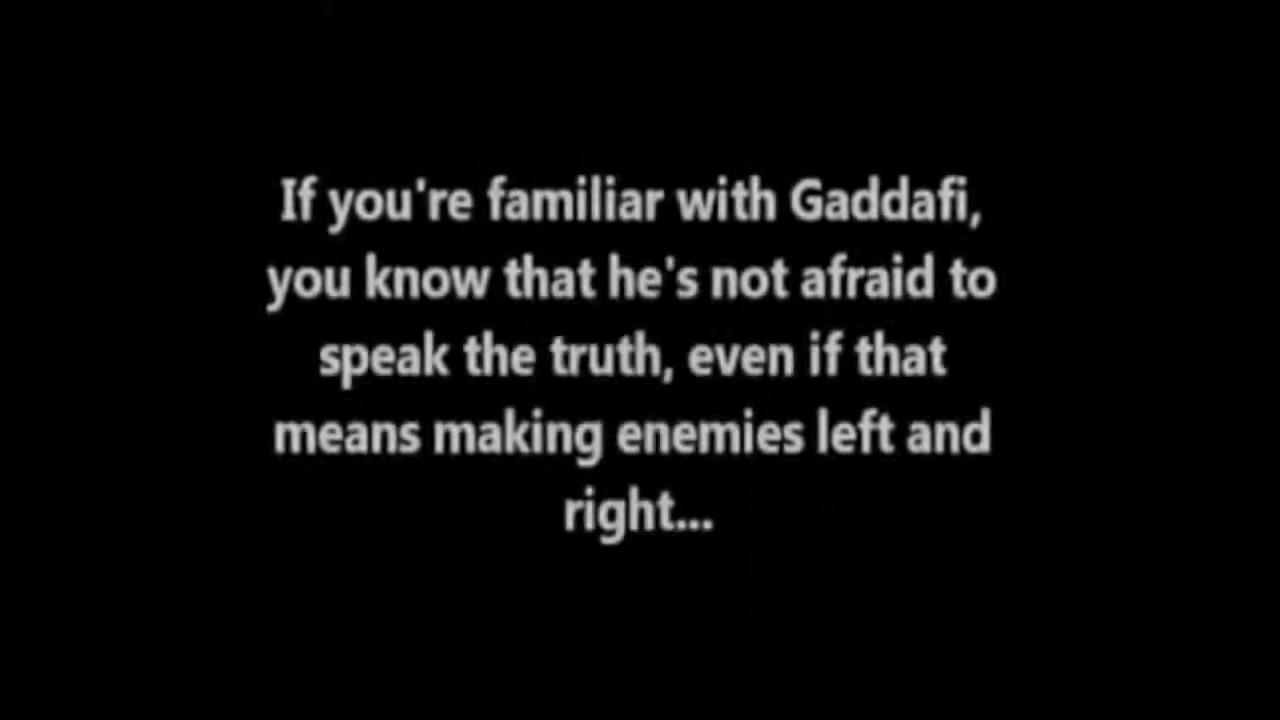 If you're familiar with Gaddafi,
you know that he's not afraid to
speak the truth, even if that
means making enemies left and
right...